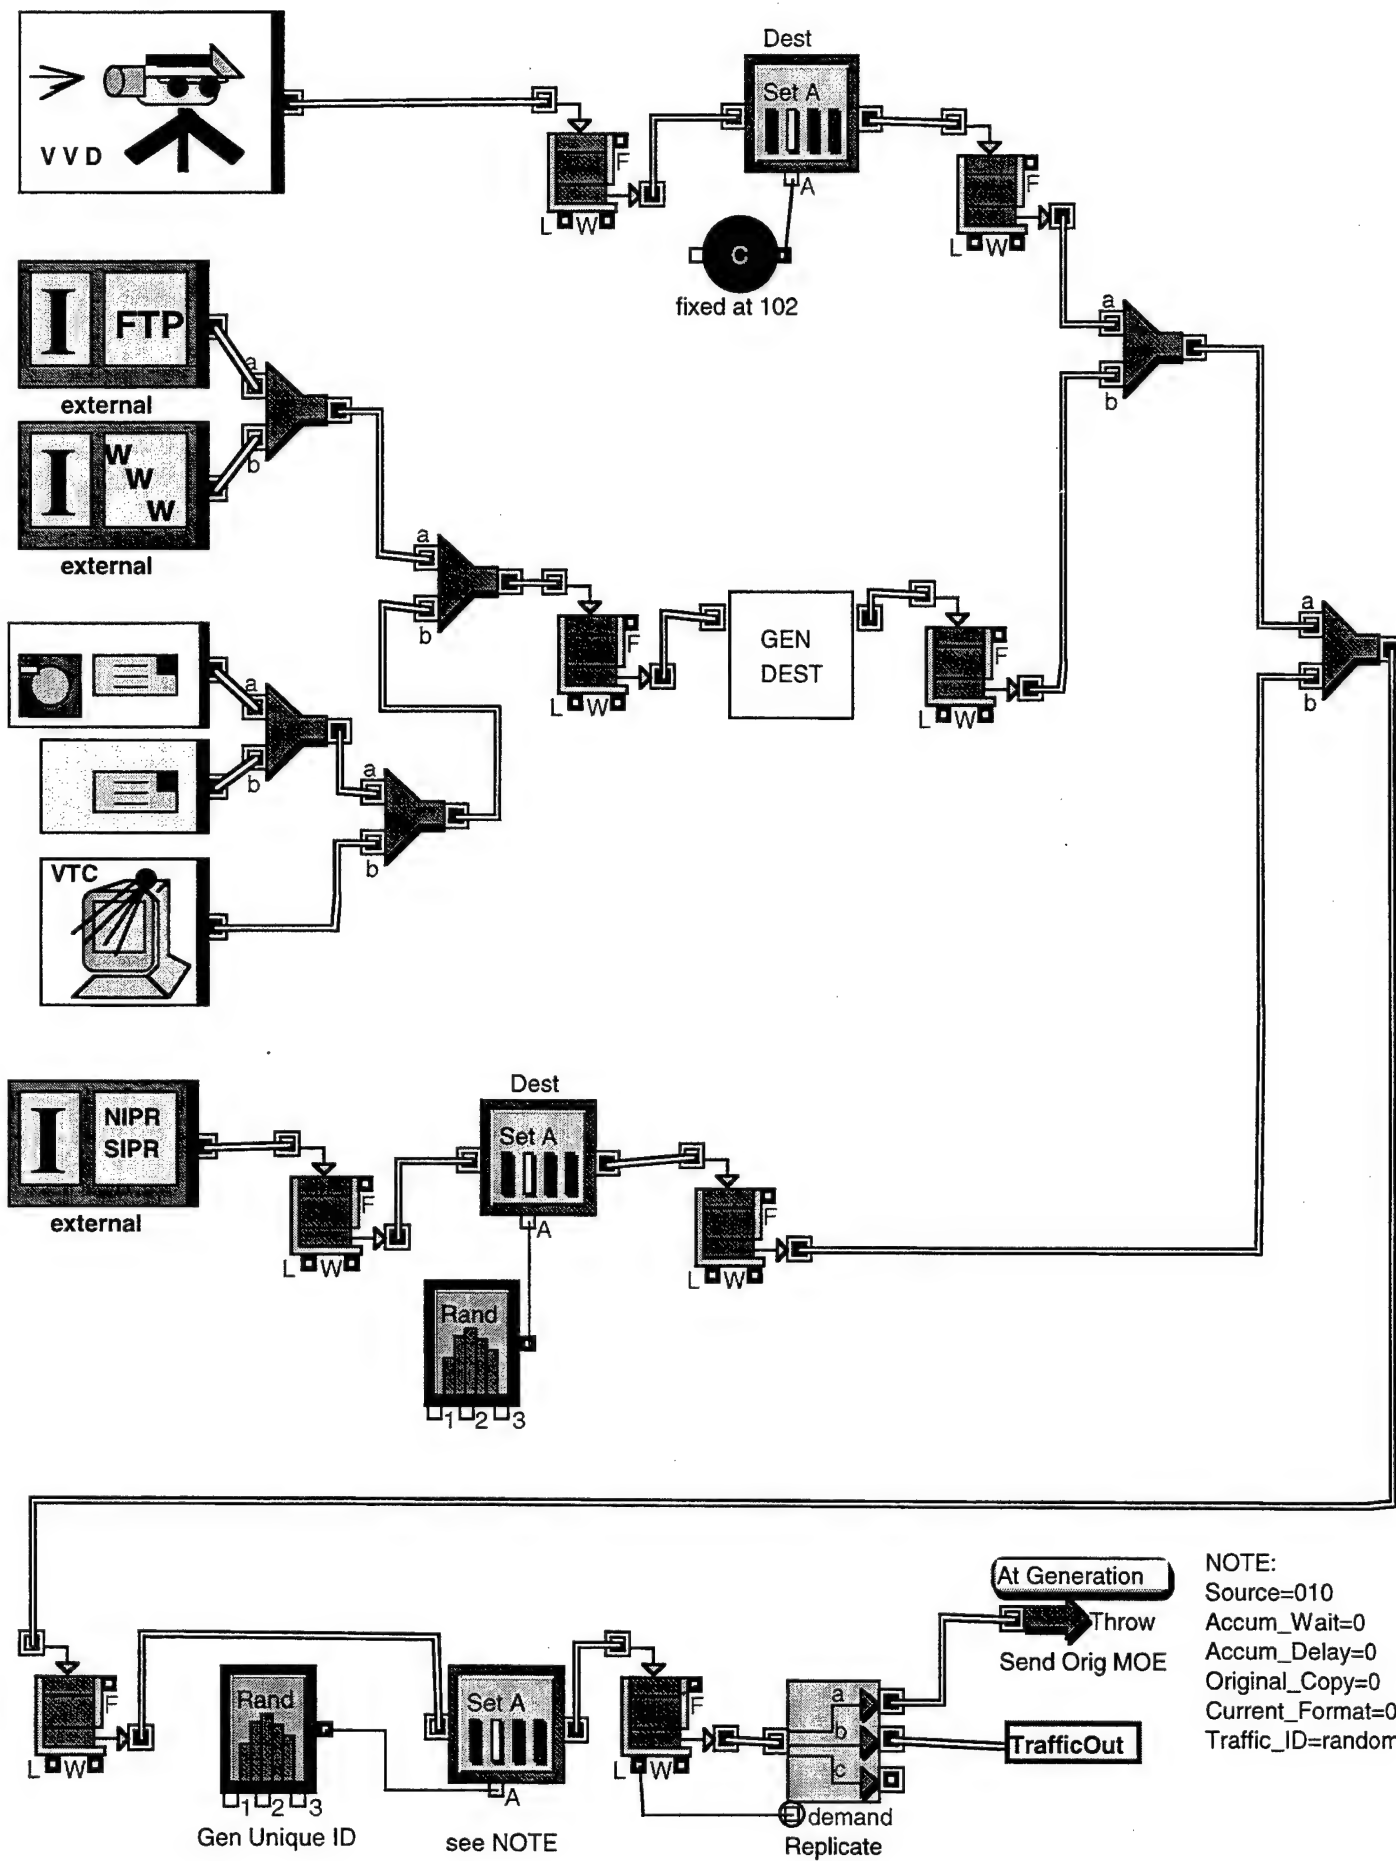 Dest
Set A
V V D
F
A
F
L W
C
L W
fixed at 102
a
I FTP
a
b
external
I W
W
W
b
external
a
F
F
b
GEN
DEST
L W
L W
a
b
a
b
a
b
VTC
a
b
Dest
I NIPR
SIPR
Set A
external
F
A
F
L W
L W
Rand
1 2 3
At Generation
NOTE:
Source=010
Throw
Accum_Wait=0
Send Orig MOE
Accum_Delay=0
Original_Copy=0
Current_Format=0
Traffic_ID=random
F
Rand
Set A
F
a
b
c
TrafficOut
L W
1 2 3
A
L W
demand
Gen Unique ID
see NOTE
Replicate